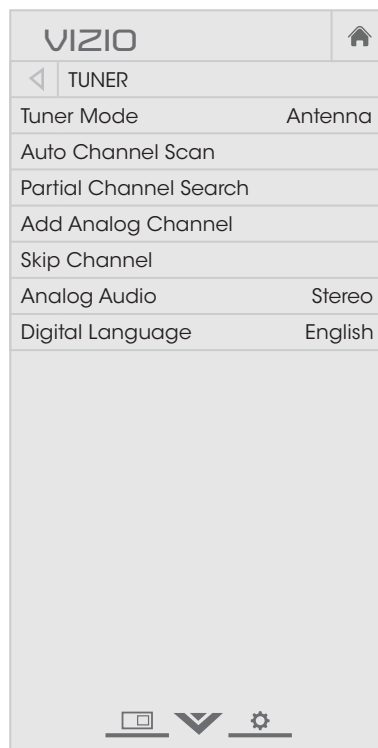 VIZIO
TUNER
Tuner Mode Antenna
Auto Channel Scan
Partial Channel Search
Add Analog Channel
Skip Channel
Analog Audio Stereo
Digital Language English